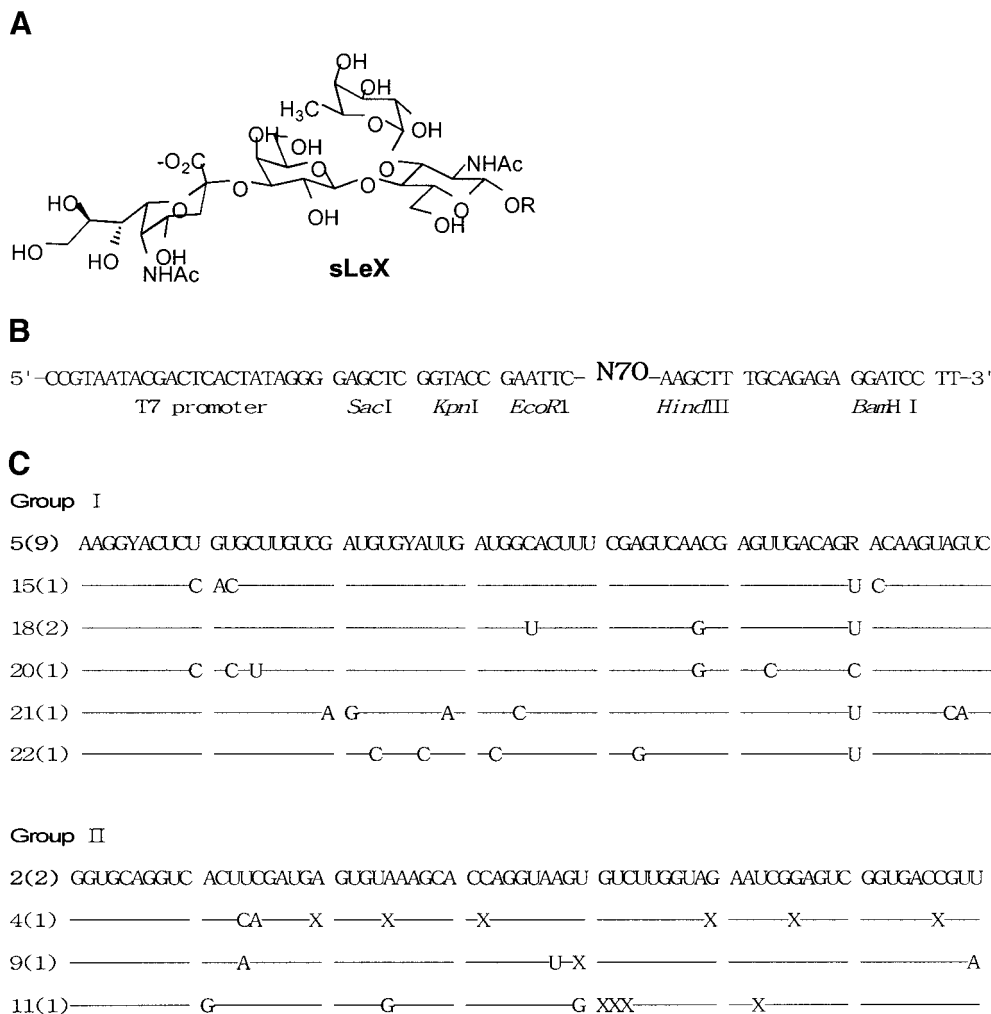 A
OH
OH
H₃C
O
OH
OH
OH
-O₂C
O
O
NHAc
O
O
O
OR
HO
O
OH
OH
HO
HO
OH
NHAc
sLeX
B
5'-CCGTAATACGACTCACTATAGGG GAGCTC GGTACC GAATTC- N70-AAGCTT TGCAGAGA GGATCC TT-3'
T7 promoter SacI KpnI EcoR1 HindIII BamH I
C
Group I
5(9) AAGGYACUCU GUGCUUGUCG AUGUGYAUUG AUGGCACUUU CGAGUCAACG AGUUGACAGR ACAAGUAGUC
15(1) C AC U C
18(2) U G U
20(1) C C U G C C
21(1) A G A C U CA
22(1) C C C G U
Group II
2(2) GGUGCAGGUC ACUUCGAUGA GUGUAAAGCA CCAGGUAAGU GUCUUGGUAG AAUCGGAGUC GGUGACCGUU
4(1) CA X X X X X X
9(1) A U X A
11(1) G G G XXX X